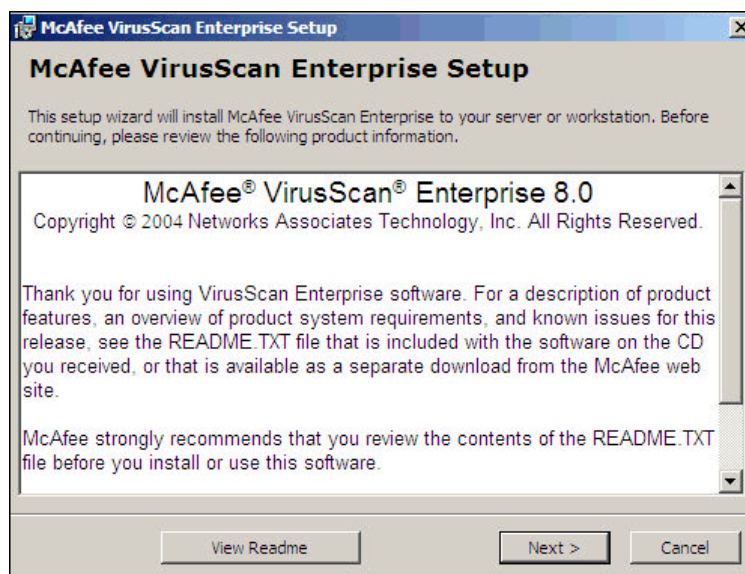 McAfee VirusScan Enterprise Setup
McAfee VirusScan Enterprise Setup
This setup wizard will install McAfee VirusScan Enterprise to your server or workstation. Before
continuing, please review the following product information.
McAfee® VirusScan® Enterprise 8.0
Copyright © 2004 Networks Associates Technology, Inc. All Rights Reserved.
Thank you for using VirusScan Enterprise software. For a description of product
features, an overview of product system requirements, and known issues for this
release, see the README.TXT file that is included with the software on the CD
you received, or that is available as a separate download from the McAfee web
site.
McAfee strongly recommends that you review the contents of the README.TXT
file before you install or use this software.
View Readme
Next >
Cancel